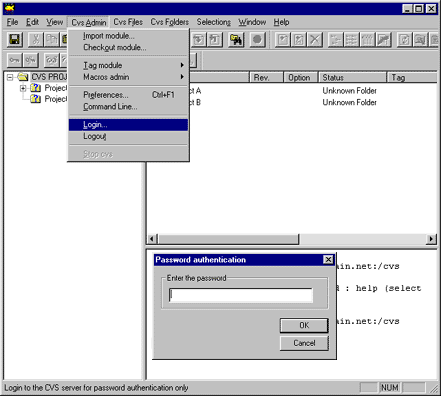 File Edit View Cvs Admin Cvs Files Cvs Folders Selections Window Help
Import module...
Checkout module...
Tag module
Macros admin
Preferences... Ctrl+F1
Command Line...
Login...
Logout
Stop cvs
CVS PROJ
Project
Project
Rev. Option Status Tag
ct A Unknown Folder
ct B Unknown Folder
Password authentication
Enter the password
OK
Cancel
ain.net:/cvs
d : help (select
ain.net:/cvs
Login to the CVS server for password authentication only
NUM